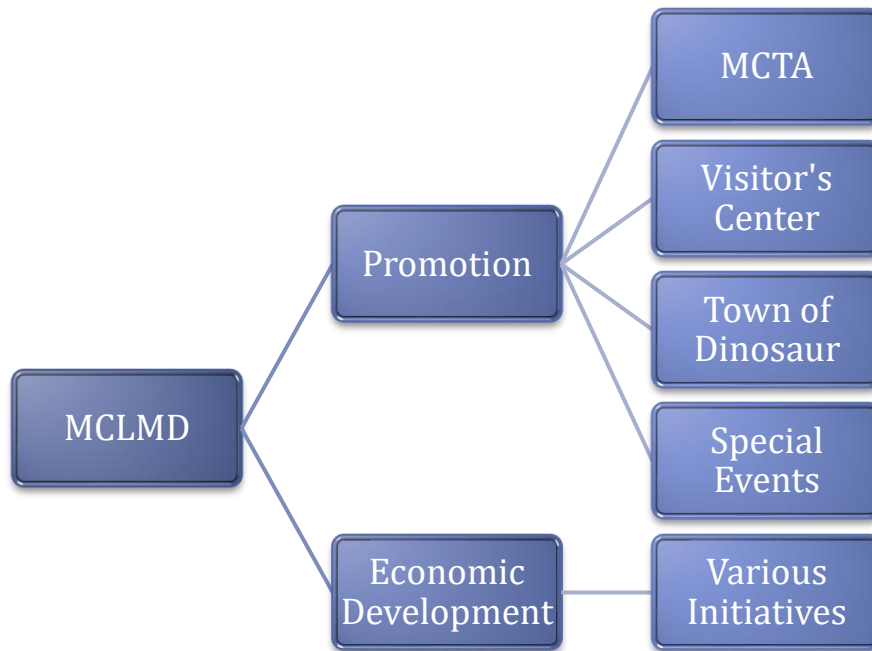 MCTA
Visitor's
Center
Promotion
Town of
Dinosaur
MCLMD
Special
Events
Economic
Development
Various
Initiatives